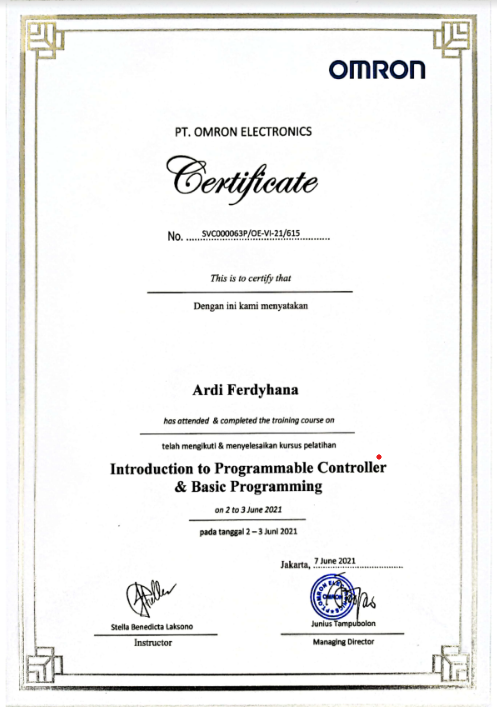 OMRON
PT. OMRON ELECTRONICS
Certificate
No. SVC000063P/OE-VI-21/615
This is to certify that
Dengan ini kami menyatakan
Ardi Ferdyhana
has attended & completed the training course on
telah mengikuti & menyelesaikan kursus pelatihan
Introduction to Programmable Controller
& Basic Programming
on 2 to 3 June 2021
pada tanggal 2 – 3 Juni 2021
Jakarta, 7 June 2021
OMRON
Stella Benedicta Laksono
Junius Tampubolon
Instructor
Managing Director